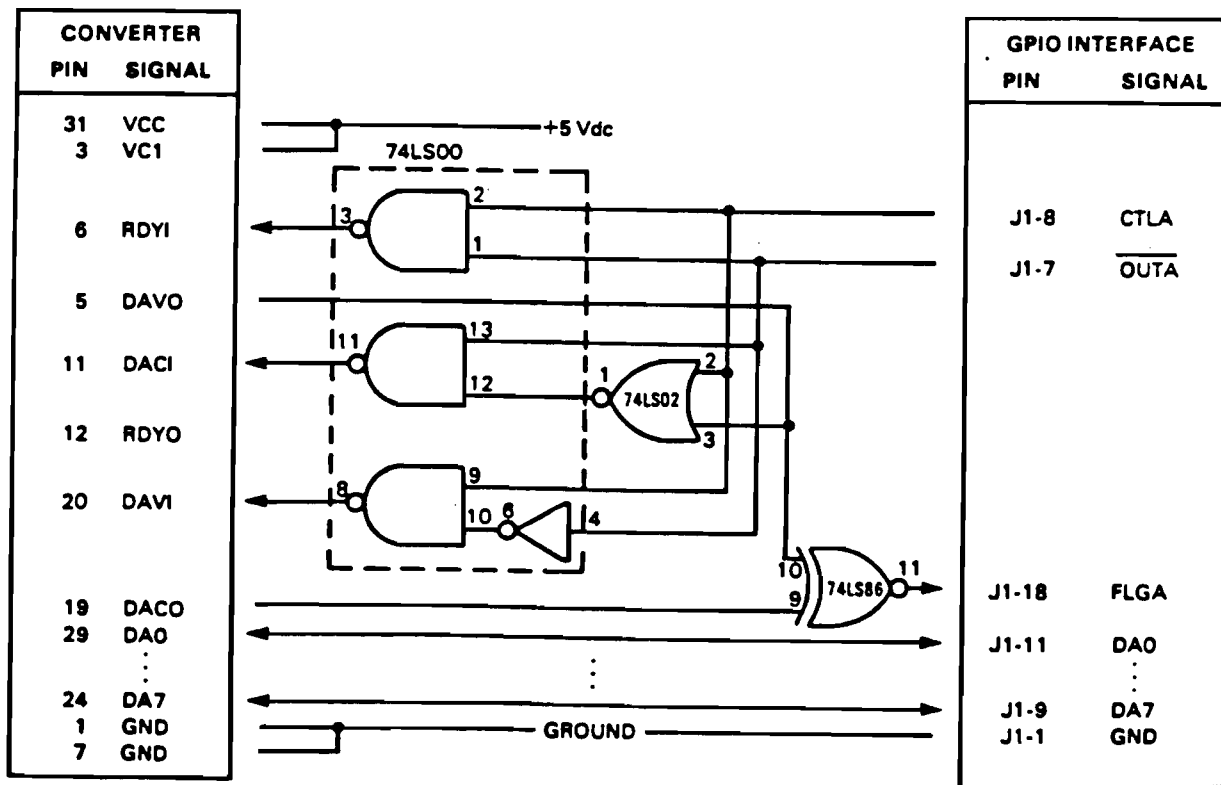 CONVERTER
PIN SIGNAL
31 VCC
3 VC1
6 RDYI
5 DAVO
11 DACI
12 RDYO
20 DAVI
19 DACO
29 DA0
24 DA7
1 GND
7 GND
+5 Vdc
74LS00
3
2
1
11
13
12
1
74LS02
2
3
8
9
10
6
4
10
9
74LS86
11
GROUND
GPIO INTERFACE
PIN SIGNAL
J1-8 CTLA
J1-7 OUTA
J1-18 FLGA
J1-11 DA0
J1-9 DA7
J1-1 GND